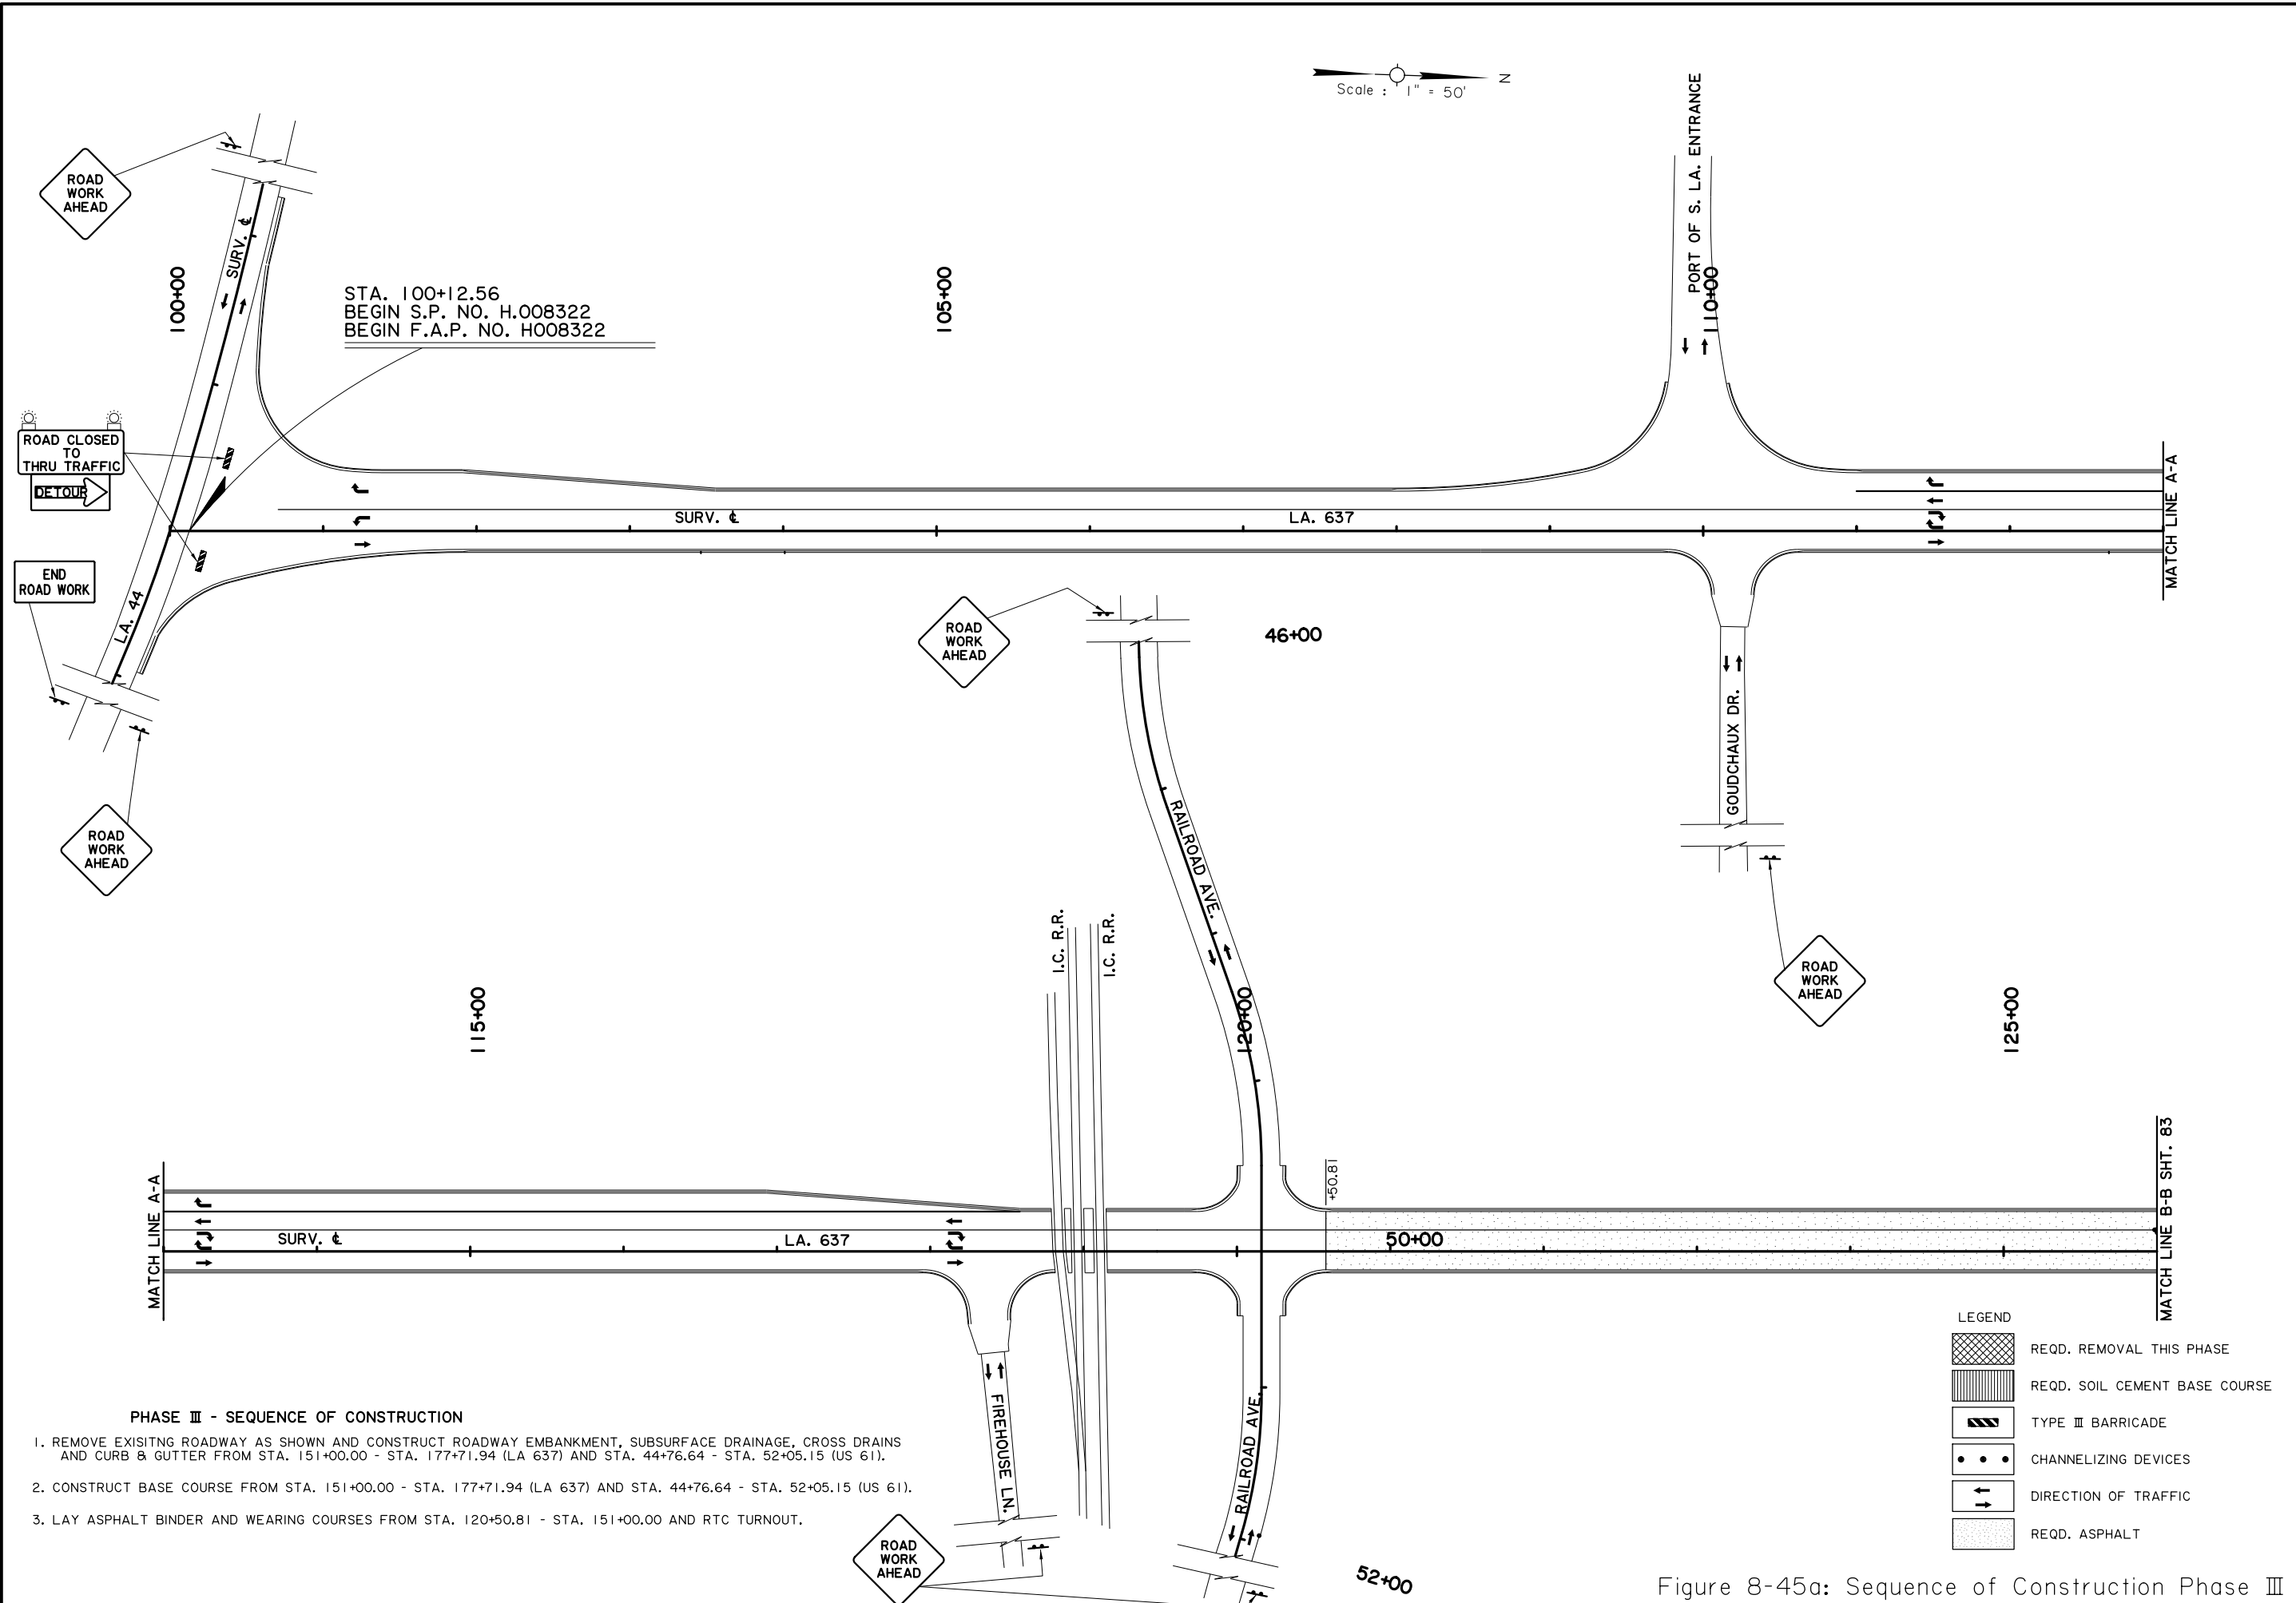 Z
Scale : 1" = 50'
PORT OF S. LA. ENTRANCE
ROAD
WORK
AHEAD
SURV. ℄
100+00
105+00
110+00
STA. 100+12.56
BEGIN S.P. NO. H.008322
BEGIN F.A.P. NO. H008322
ROAD CLOSED
TO
THRU TRAFFIC
DETOUR
SURV. ℄
LA. 637
MATCH LINE A-A
END
ROAD WORK
LA. 44
ROAD
WORK
AHEAD
46+00
GOUDCHAUX DR.
ROAD
WORK
AHEAD
RAILROAD AVE.
ROAD
WORK
AHEAD
I.C. R.R.
I.C. R.R.
115+00
120+00
125+00
+50.81
MATCH LINE A-A
SURV. ℄
LA. 637
50+00
MATCH LINE B-B SHT. 83
FIREHOUSE LN.
RAILROAD AVE.
ROAD
WORK
AHEAD
52+00
LEGEND
REQD. REMOVAL THIS PHASE
REQD. SOIL CEMENT BASE COURSE
TYPE III BARRICADE
CHANNELIZING DEVICES
DIRECTION OF TRAFFIC
REQD. ASPHALT
PHASE III - SEQUENCE OF CONSTRUCTION
1. REMOVE EXISITNG ROADWAY AS SHOWN AND CONSTRUCT ROADWAY EMBANKMENT, SUBSURFACE DRAINAGE, CROSS DRAINS
AND CURB & GUTTER FROM STA. 151+00.00 - STA. 177+71.94 (LA 637) AND STA. 44+76.64 - STA. 52+05.15 (US 61).
2. CONSTRUCT BASE COURSE FROM STA. 151+00.00 - STA. 177+71.94 (LA 637) AND STA. 44+76.64 - STA. 52+05.15 (US 61).
3. LAY ASPHALT BINDER AND WEARING COURSES FROM STA. 120+50.81 - STA. 151+00.00 AND RTC TURNOUT.
Figure 8-45a: Sequence of Construction Phase III